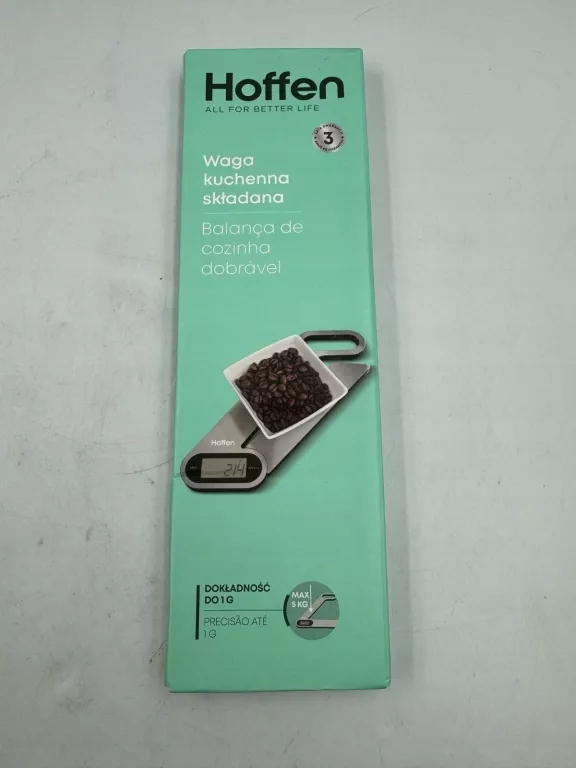 Hoffen
ALL FOR BETTER LIFE
3
Waga
kuchenna
składana
Balança de
cozinha
dobrável
Hoffen
214
DOKŁADNOŚĆ
DO 1 G
PRECISÃO ATÉ
1 G
MAX
5 KG